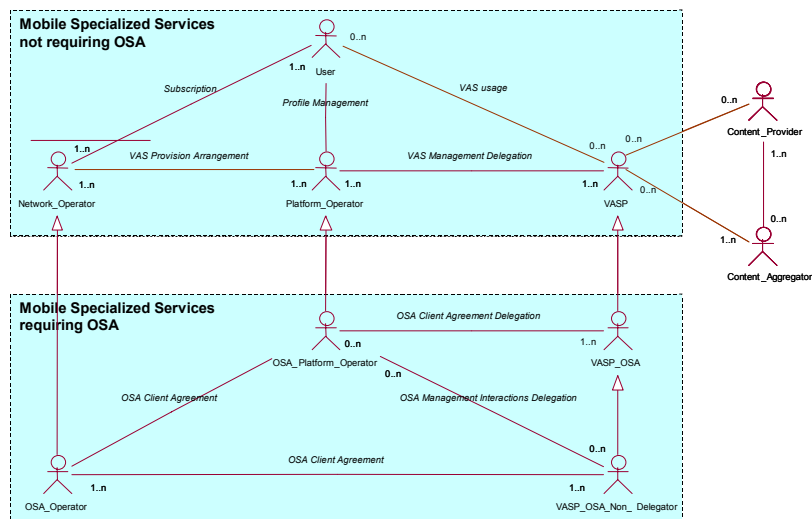 Mobile Specialized Services
not requiring OSA
0..n
1..n
User
Subscription
VAS usage
Profile Management
0..n
Content_Provider
0..n
1..n
0..n
1..n
VAS Provision Arrangement
VAS Management Delegation
1..n
1..n
1..n
1..n
0..n
Network_Operator
Platform_Operator
VASP
0..n
1..n
Content_Aggregator
Mobile Specialized Services
requiring OSA
OSA Client Agreement Delegation
0..n
1..n
OSA_Platform_Operator
VASP_OSA
0..n
OSA Client Agreement
OSA Management Interactions Delegation
0..n
OSA Client Agreement
1..n
1..n
OSA_Operator
VASP_OSA_Non_ Delegator